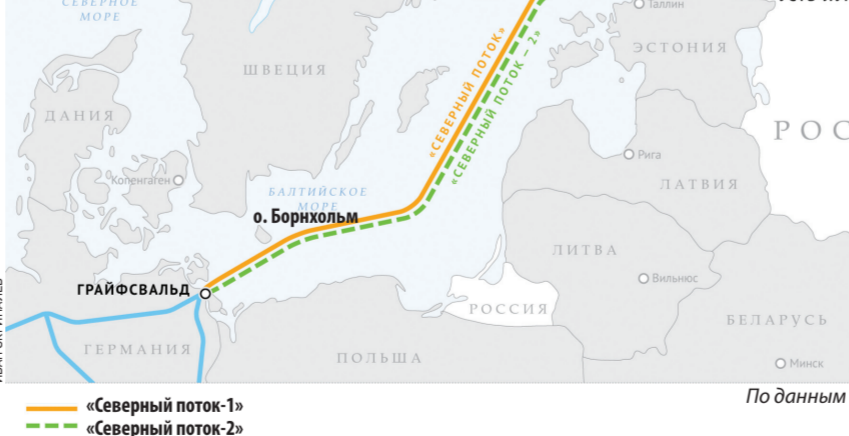 СЕВЕРНОЕ
МОРЕ
Таллин
ЭСТОНИЯ
ШВЕЦИЯ
«СЕВЕРНЫЙ ПОТОК»
«СЕВЕРНЫЙ ПОТОК – 2»
ДАНИЯ
РОС
Рига
Копенгаген
ЛАТВИЯ
БАЛТИЙСКОЕ
МОРЕ
о. Борнхольм
ЛИТВА
Вильнюс
ГРАЙФСВАЛЬД
РОССИЯ
БЕЛАРУСЬ
ГЕРМАНИЯ
ПОЛЬША
Минск
По данным
«Северный поток-1»
«Северный поток-2»